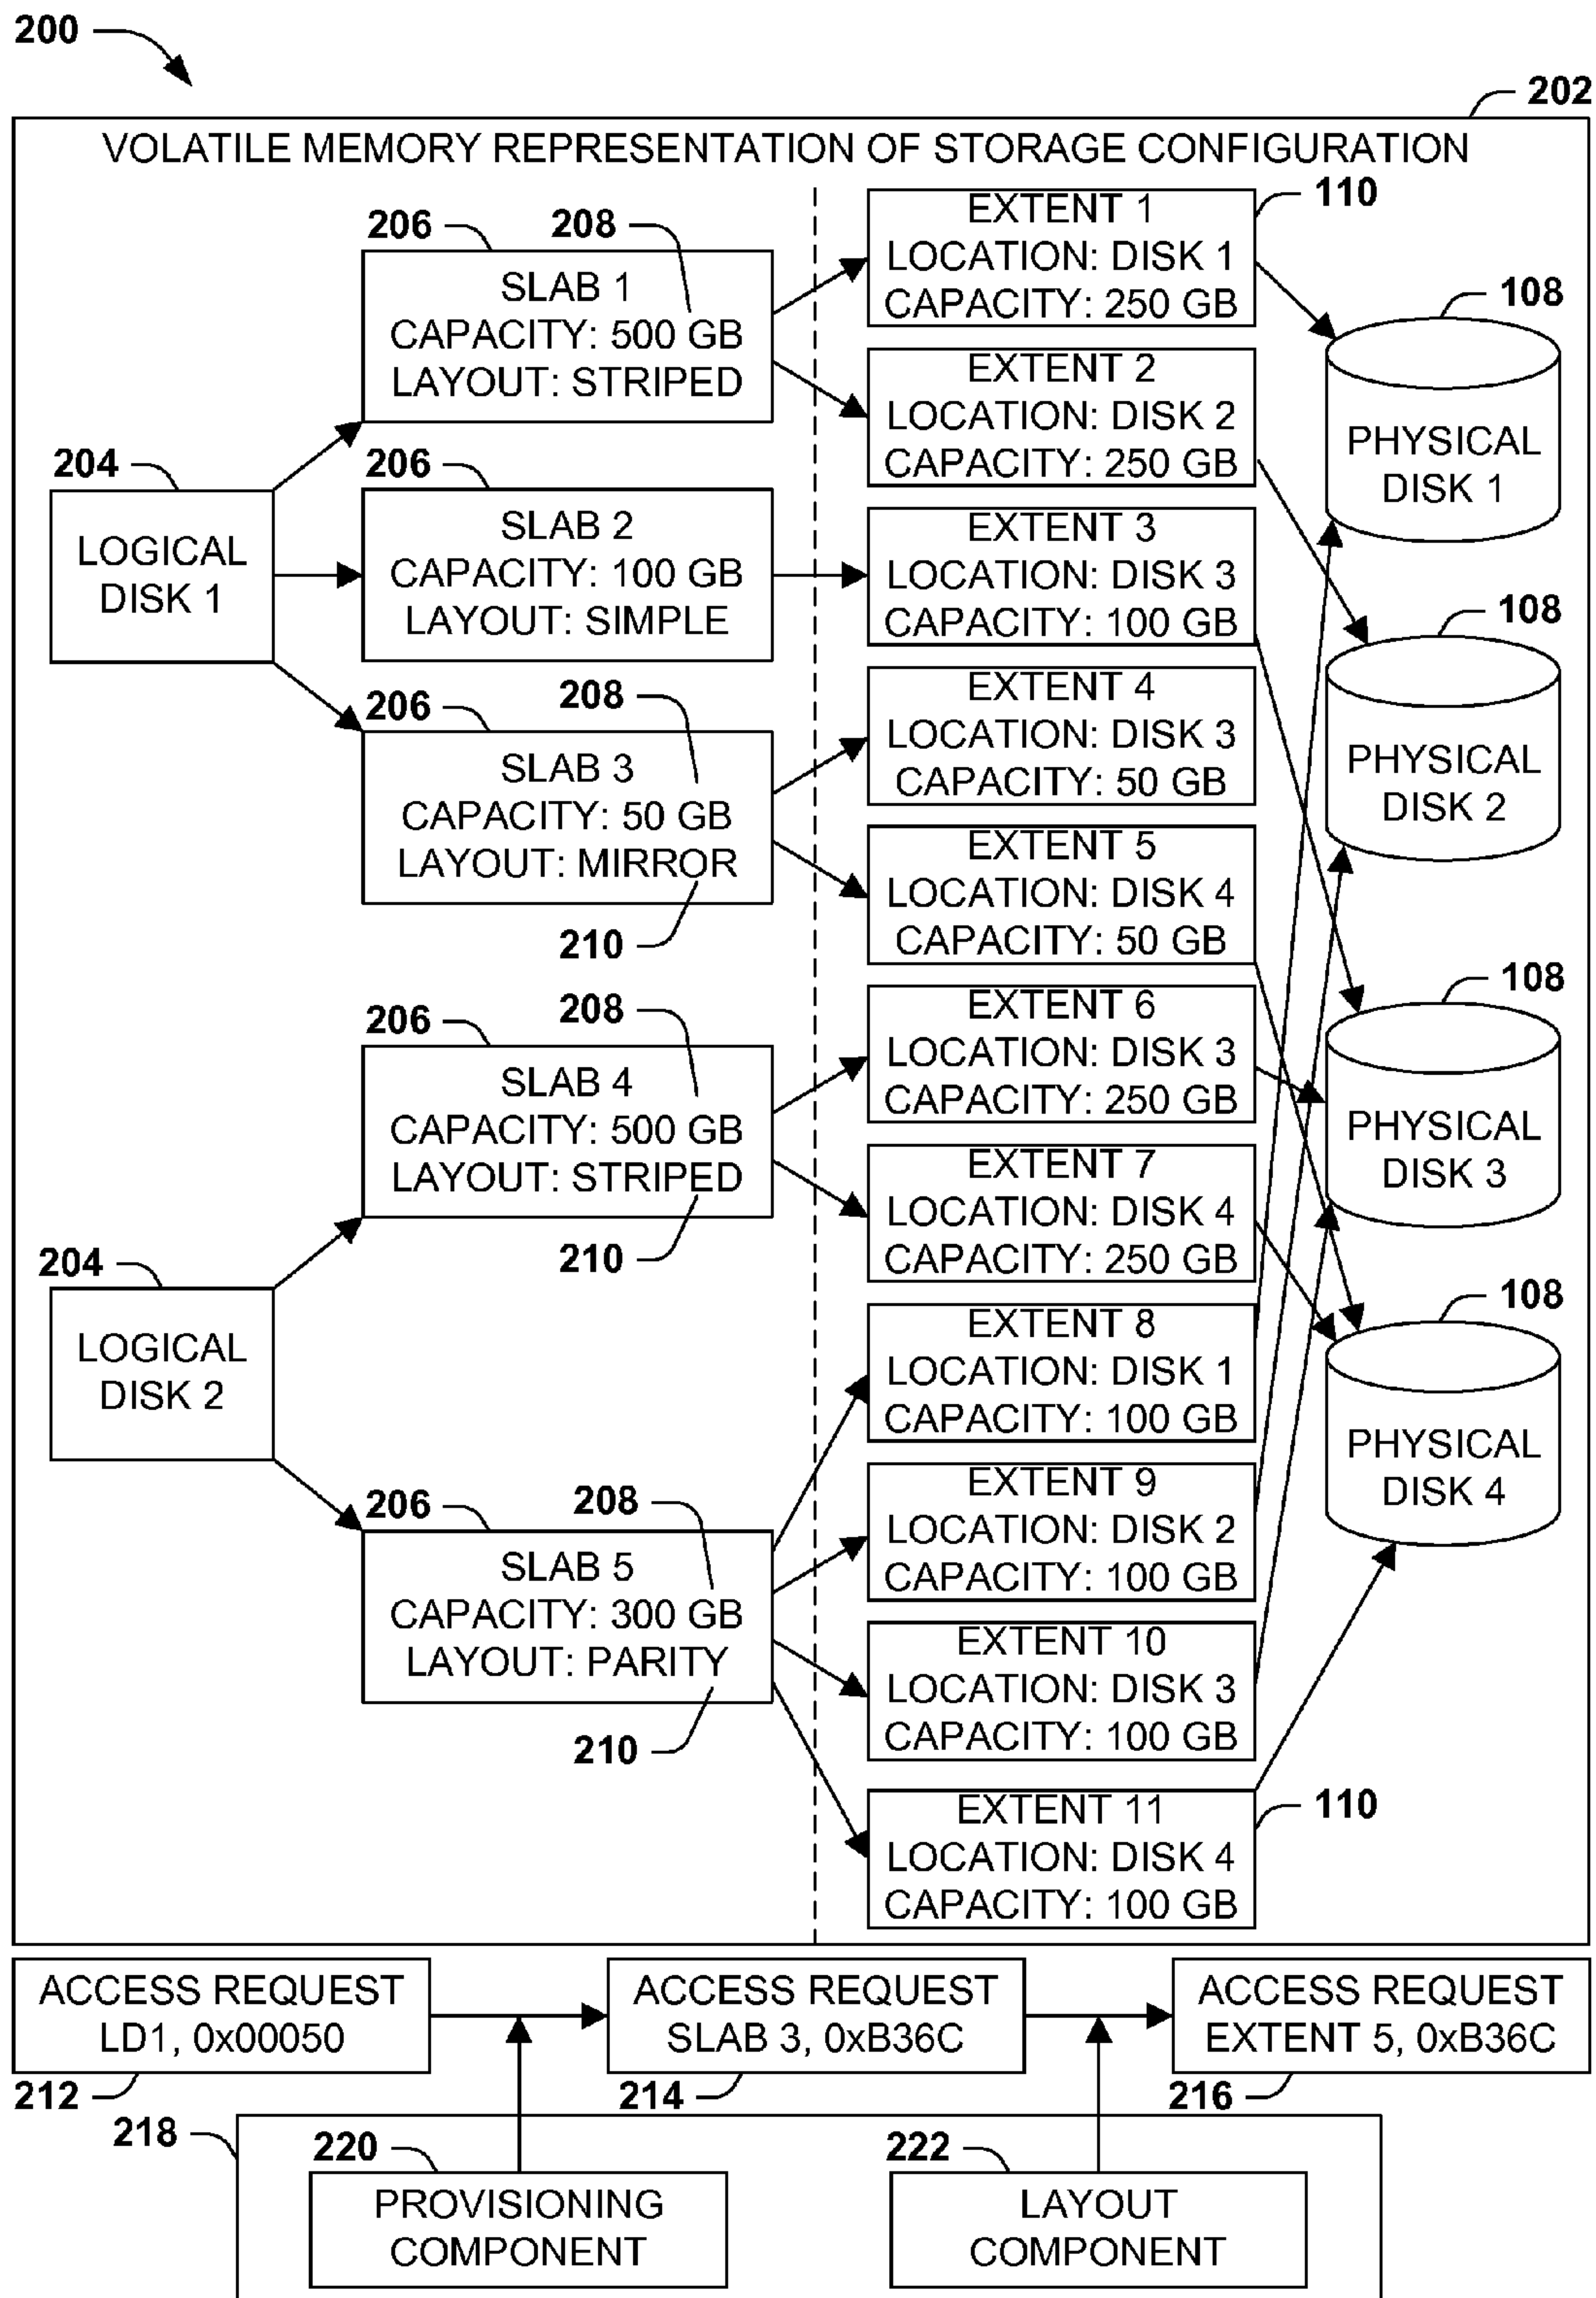 200
202
VOLATILE MEMORY REPRESENTATION OF STORAGE CONFIGURATION
206
208
SLAB 1
CAPACITY: 500 GB
LAYOUT: STRIPED
204
LOGICAL
DISK 1
206
SLAB 2
CAPACITY: 100 GB
LAYOUT: SIMPLE
206
208
SLAB 3
CAPACITY: 50 GB
LAYOUT: MIRROR
210
206
208
SLAB 4
CAPACITY: 500 GB
LAYOUT: STRIPED
210
204
LOGICAL
DISK 2
206
208
SLAB 5
CAPACITY: 300 GB
LAYOUT: PARITY
210
110
EXTENT 1
LOCATION: DISK 1
CAPACITY: 250 GB
EXTENT 2
LOCATION: DISK 2
CAPACITY: 250 GB
EXTENT 3
LOCATION: DISK 3
CAPACITY: 100 GB
EXTENT 4
LOCATION: DISK 3
CAPACITY: 50 GB
EXTENT 5
LOCATION: DISK 4
CAPACITY: 50 GB
EXTENT 6
LOCATION: DISK 3
CAPACITY: 250 GB
EXTENT 7
LOCATION: DISK 4
CAPACITY: 250 GB
EXTENT 8
LOCATION: DISK 1
CAPACITY: 100 GB
EXTENT 9
LOCATION: DISK 2
CAPACITY: 100 GB
EXTENT 10
LOCATION: DISK 3
CAPACITY: 100 GB
EXTENT 11
LOCATION: DISK 4
CAPACITY: 100 GB
110
108
PHYSICAL
DISK 1
108
PHYSICAL
DISK 2
108
PHYSICAL
DISK 3
108
PHYSICAL
DISK 4
ACCESS REQUEST
LD1, 0x00050
212
ACCESS REQUEST
SLAB 3, 0xB36C
214
ACCESS REQUEST
EXTENT 5, 0xB36C
216
218
220
PROVISIONING
COMPONENT
222
LAYOUT
COMPONENT